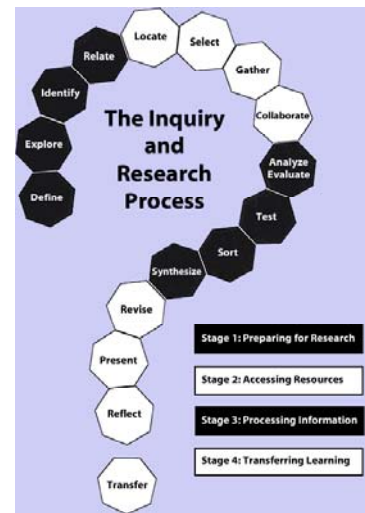 Locate
Select
Relate
Gather
Identify
Collaborate
The Inquiry
and
Research
Process
Explore
Analyze
Evaluate
Define
Test
Sort
Synthesize
Revise
Present
Reflect
Transfer
Stage 1: Preparing for Research
Stage 2: Accessing Resources
Stage 3: Processing Information
Stage 4: Transferring Learning